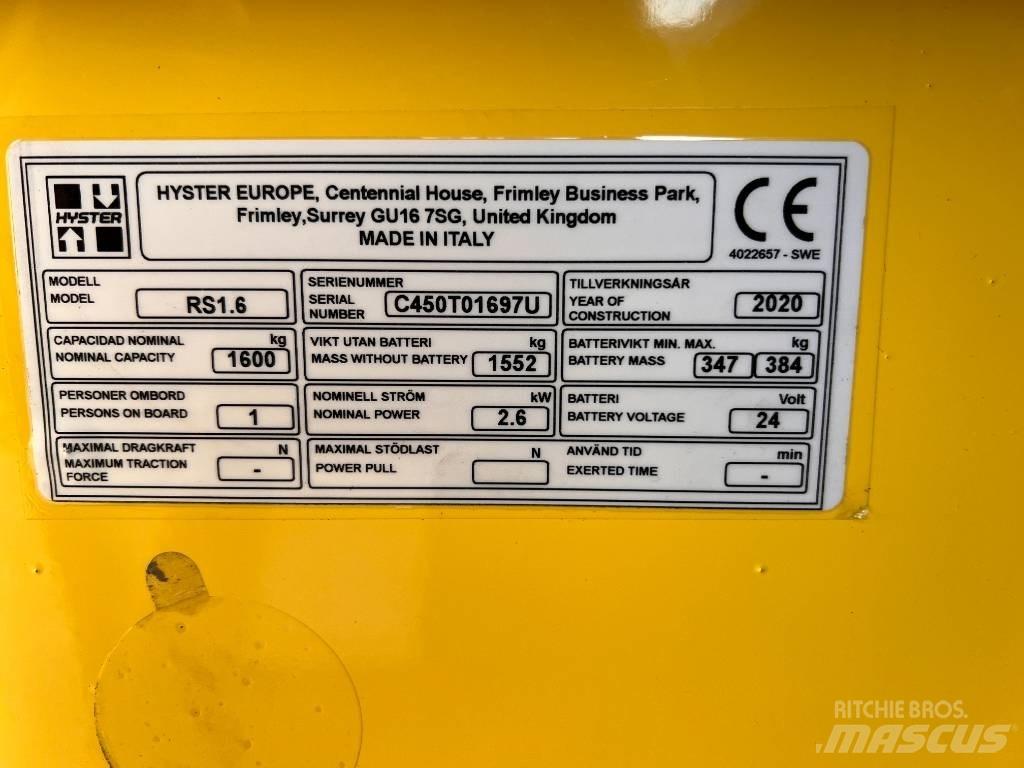 HYSTER
HYSTER EUROPE, Centennial House, Frimley Business Park,
Frimley,Surrey GU16 7SG, United Kingdom
MADE IN ITALY
CE
4022657 - SWE
MODELL
MODEL
RS1.6
SERIENUMMER
SERIAL
NUMBER
C450T01697U
TILLVERKNINGSÅR
YEAR OF
CONSTRUCTION
2020
CAPACIDAD NOMINAL kg
NOMINAL CAPACITY
1600
VIKT UTAN BATTERI kg
MASS WITHOUT BATTERY
1552
BATTERIVIKT MIN. MAX. kg
BATTERY MASS
347 384
PERSONER OMBORD
PERSONS ON BOARD
1
NOMINELL STRÖM kW
NOMINAL POWER
2.6
BATTERI Volt
BATTERY VOLTAGE
24
MAXIMAL DRAGKRAFT N
MAXIMUM TRACTION
FORCE
-
MAXIMAL STÖDLAST N
POWER PULL
ANVÄND TID min
EXERTED TIME
-
RITCHIE BROS.
MASCUS